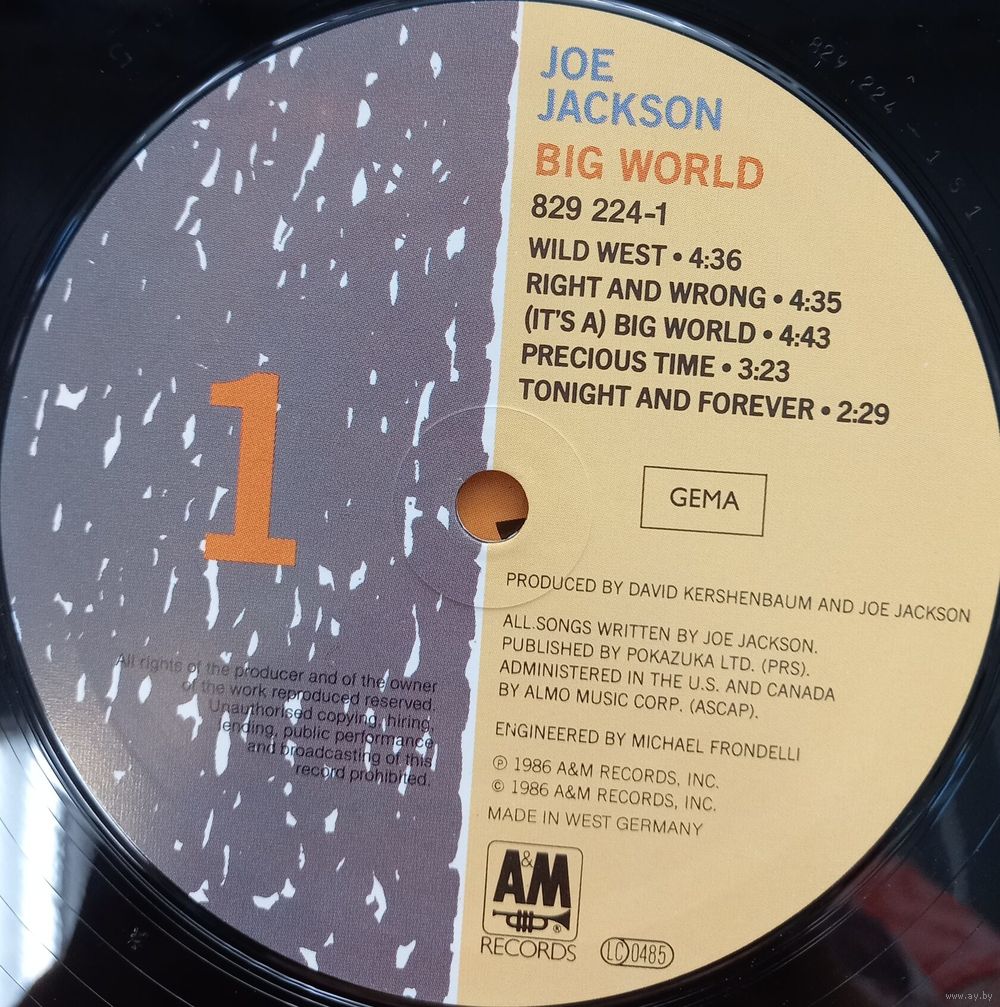 JOE
JACKSON
BIG WORLD
829 224-1
WILD WEST • 4:36
RIGHT AND WRONG • 4:35
(IT'S A) BIG WORLD • 4:43
PRECIOUS TIME • 3:23
TONIGHT AND FOREVER • 2:29
GEMA
1
PRODUCED BY DAVID KERSHENBAUM AND JOE JACKSON
ALL SONGS WRITTEN BY JOE JACKSON.
PUBLISHED BY POKAZUKA LTD. (PRS).
ADMINISTERED IN THE U.S. AND CANADA
BY ALMO MUSIC CORP. (ASCAP).
ENGINEERED BY MICHAEL FRONDELLI
℗ 1986 A&M RECORDS, INC.
© 1986 A&M RECORDS, INC.
MADE IN WEST GERMANY
All rights of the producer and of the owner
of the work reproduced reserved.
Unauthorised copying, hiring,
lending, public performance
and broadcasting of this
record prohibited.
A&M
®
RECORDS
LC 0485
www.ay.by